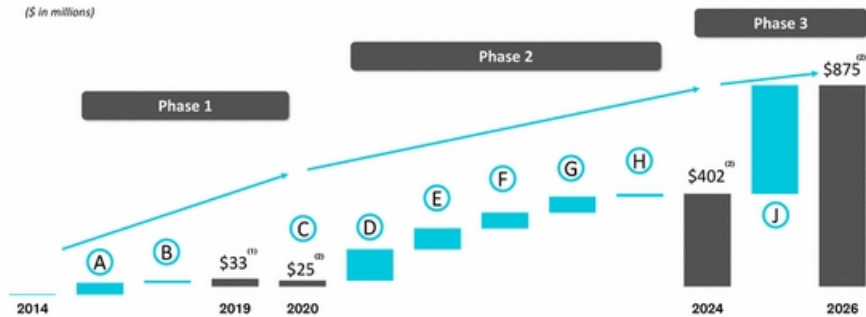 ($ in millions)
Phase 3
Phase 2
$875⁽²⁾
Phase 1
H
G
F
$402⁽²⁾
E
J
C
D
B
A
$33⁽¹⁾
$25⁽²⁾
2014
2019
2020
2024
2026